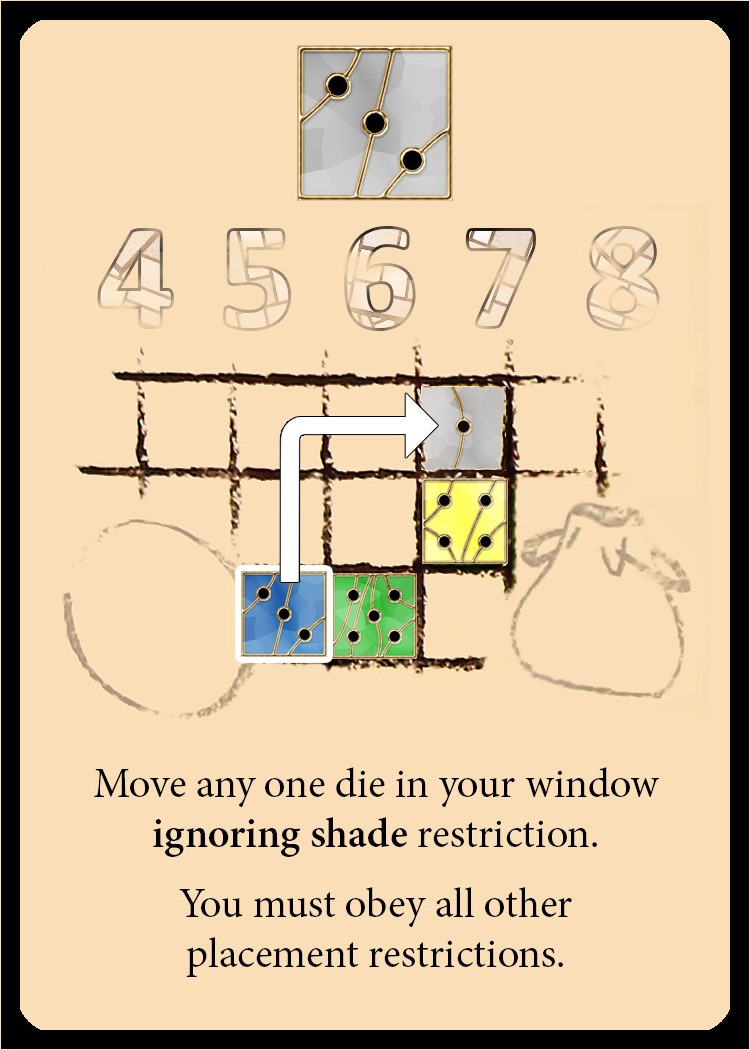 4 5 6 7 8
Move any one die in your window
ignoring shade restriction.
You must obey all other
placement restrictions.